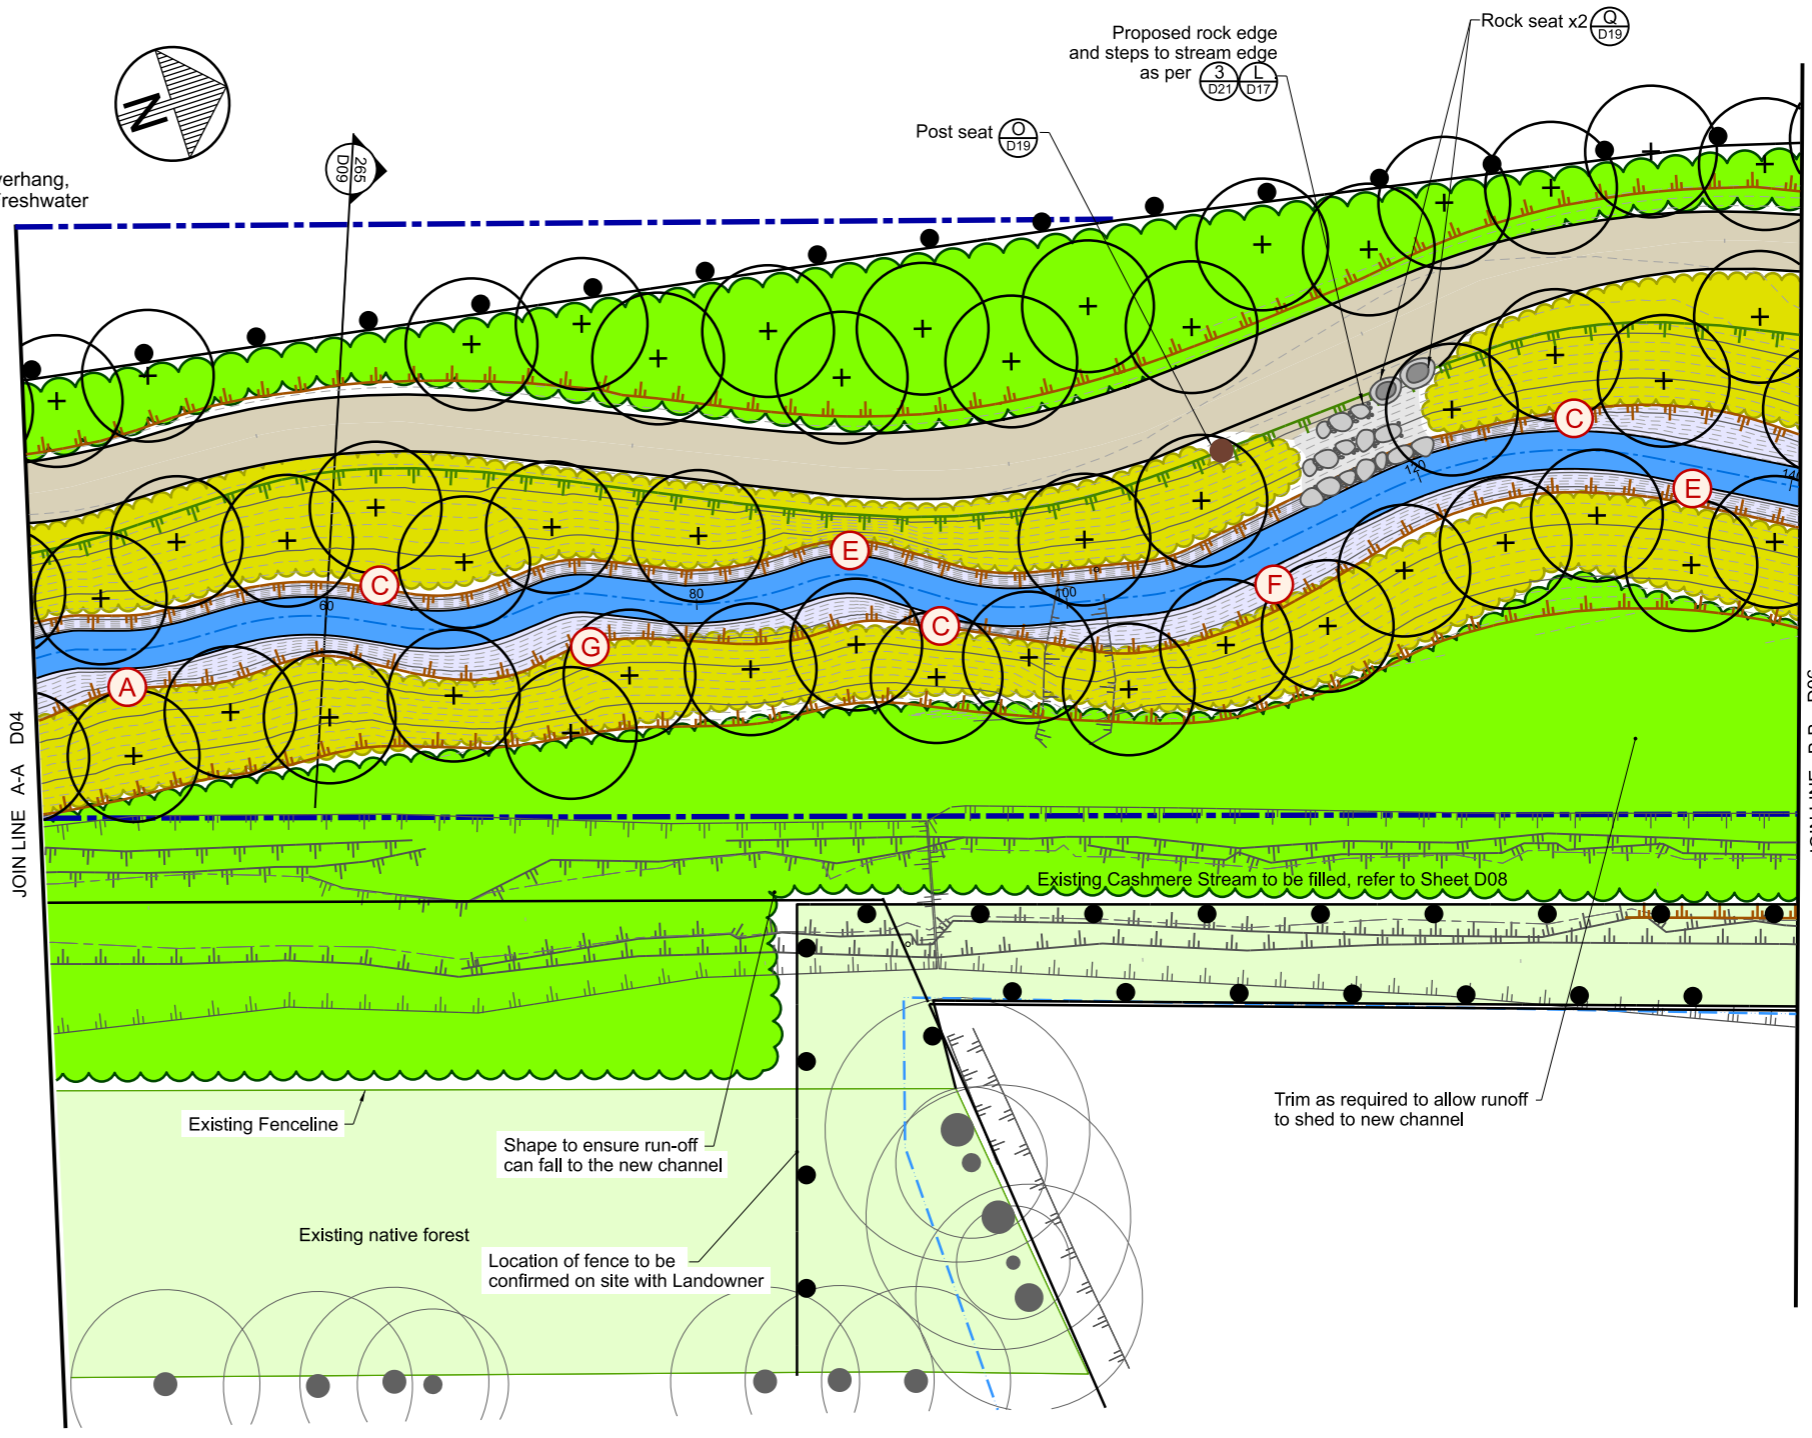 Rock seat x2 Q
D19
Proposed rock edge
and steps to stream edge
as per 3 L
D21 D17
Post seat O
D19
N
265
D09
verhang,
Freshwater
C
E
C
E
F
C
G
A
60
80
100
120
140
JOIN LINE A-A D04
Existing Cashmere Stream to be filled, refer to Sheet D08
Existing Fenceline
Shape to ensure run-off
can fall to the new channel
Trim as required to allow runoff
to shed to new channel
Existing native forest
Location of fence to be
confirmed on site with Landowner